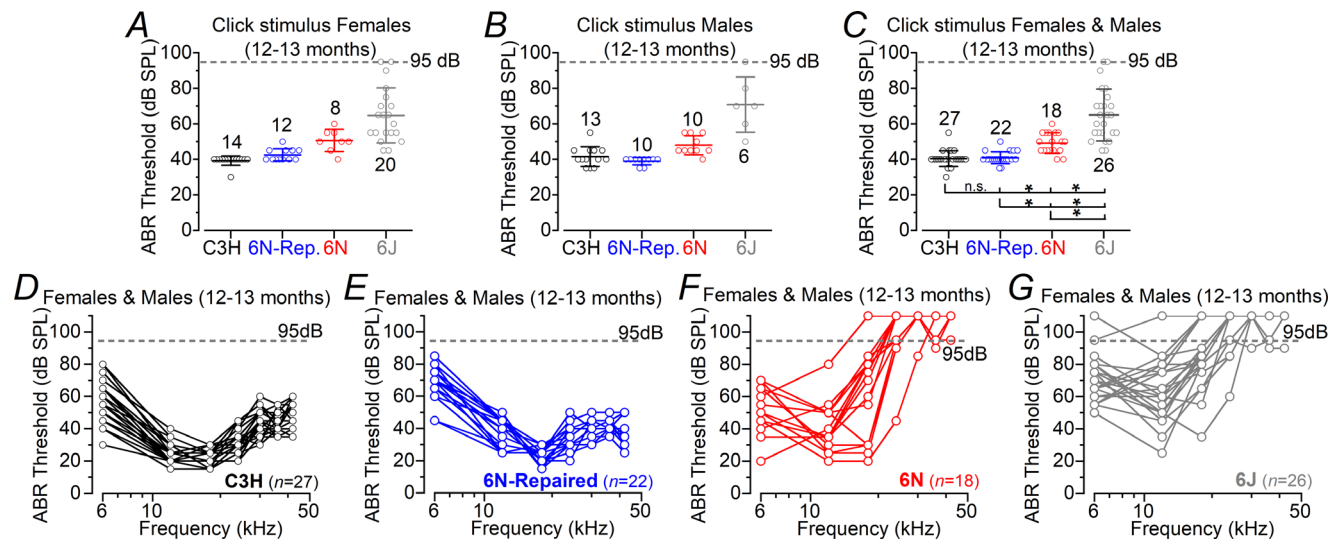 A
Click stimulus Females
(12-13 months)
ABR Threshold (dB SPL)
100
80
60
40
20
0
95 dB
14
12
8
20
C3H
6N-Rep.
6N
6J
B
Click stimulus Males
(12-13 months)
ABR Threshold (dB SPL)
100
80
60
40
20
0
95 dB
13
10
10
6
C3H
6N-Rep.
6N
6J
C
Click stimulus Females & Males
(12-13 months)
ABR Threshold (dB SPL)
100
80
60
40
20
0
95 dB
27
22
18
26
n.s.
* *
* *
*
C3H
6N-Rep.
6N
6J
D
Females & Males (12-13 months)
ABR Threshold (dB SPL)
100
80
60
40
20
0
95dB
C3H (n=27)
6
10
50
Frequency (kHz)
E
Females & Males (12-13 months)
ABR Threshold (dB SPL)
100
80
60
40
20
0
95dB
6N-Repaired (n=22)
6
10
50
Frequency (kHz)
F
Females & Males (12-13 months)
ABR Threshold (dB SPL)
100
80
60
40
20
0
95dB
6N (n=18)
6
10
50
Frequency (kHz)
G
Females & Males (12-13 months)
ABR Threshold (dB SPL)
100
80
60
40
20
0
95dB
6J (n=26)
6
10
50
Frequency (kHz)